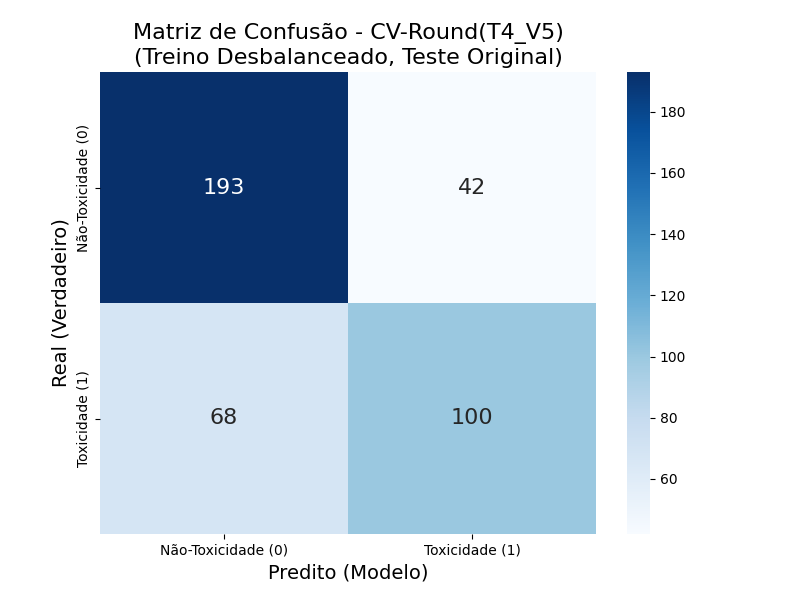 Matriz de Confusão - CV-Round(T4_V5)
(Treino Desbalanceado, Teste Original)
Real (Verdadeiro)
Não-Toxicidade (0)
Toxicidade (1)
193
42
68
100
Não-Toxicidade (0)
Toxicidade (1)
Predito (Modelo)
180
160
140
120
100
80
60